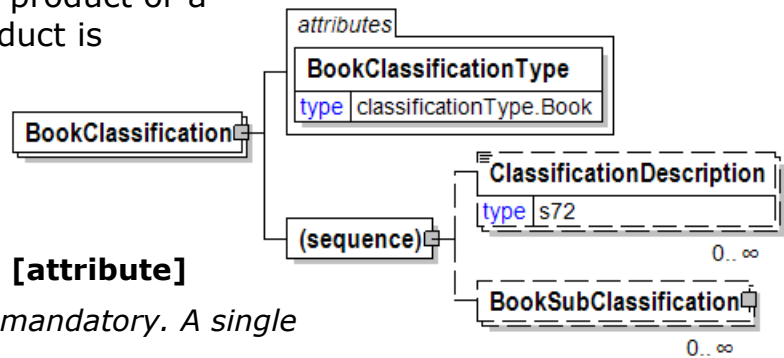 product or a
duct is
attributes
BookClassificationType
type classificationType.Book
BookClassification
ClassificationDescription
type s72
0.. ∞
(sequence)
[attribute]
BookSubClassification
mandatory. A single
0.. ∞